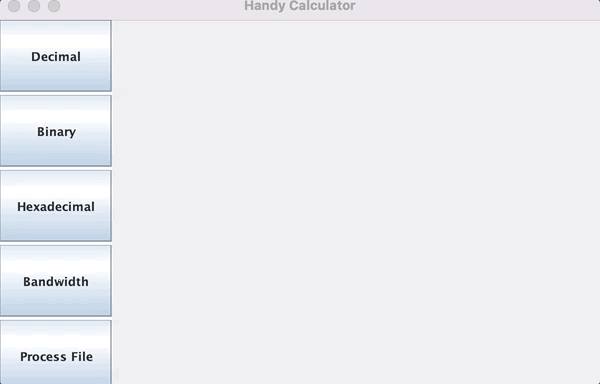 Handy Calculator
Decimal
Binary
Hexadecimal
Bandwidth
Process File